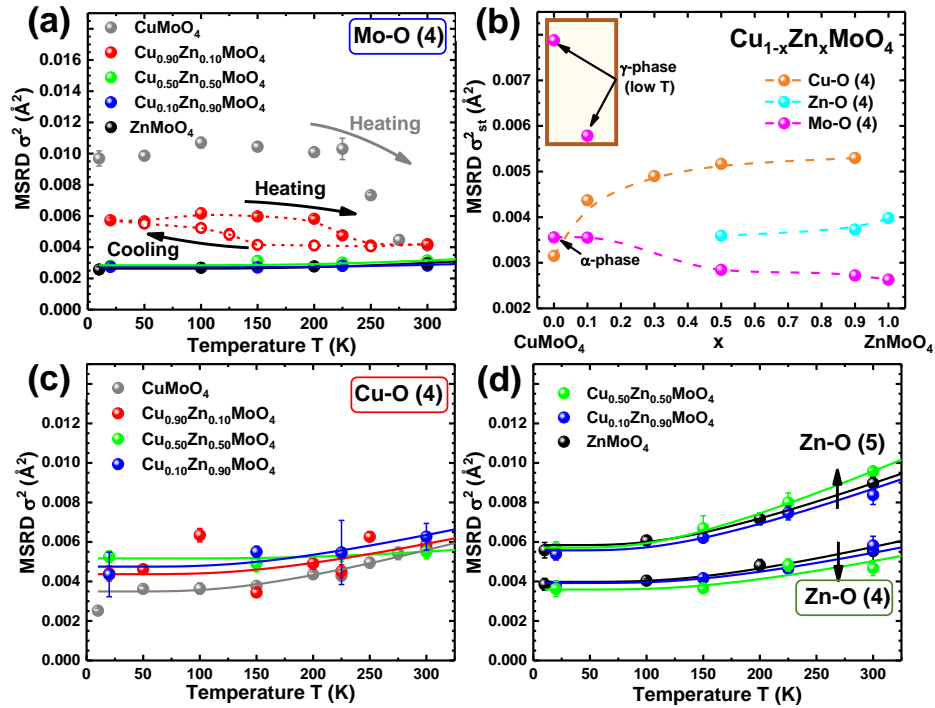 (a)
Mo-O (4)
CuMoO4
Cu0.90Zn0.10MoO4
Cu0.50Zn0.50MoO4
Cu0.10Zn0.90MoO4
ZnMoO4
Heating
Heating
Cooling
MSRD σ² (Å²)
0.014
0.012
0.010
0.008
0.006
0.004
0.002
0.000
0 50 100 150 200 250 300
Temperature T (K)
(b)
Cu1-xZnxMoO4
γ-phase
(low T)
Cu-O (4)
Zn-O (4)
Mo-O (4)
α-phase
MSRD σ²st (Å²)
0.007
0.006
0.005
0.004
0.003
0.002
0.0 0.1 0.2 0.3 0.4 0.5 0.6 0.7 0.8 0.9 1.0
CuMoO4 x ZnMoO4
(c)
Cu-O (4)
CuMoO4
Cu0.90Zn0.10MoO4
Cu0.50Zn0.50MoO4
Cu0.10Zn0.90MoO4
MSRD σ² (Å²)
0.014
0.012
0.010
0.008
0.006
0.004
0.002
0.000
0 50 100 150 200 250 300
Temperature T (K)
(d)
Cu0.50Zn0.50MoO4
Cu0.10Zn0.90MoO4
ZnMoO4
Zn-O (5)
Zn-O (4)
MSRD σ² (Å²)
0.014
0.012
0.010
0.008
0.006
0.004
0.002
0.000
0 50 100 150 200 250 300
Temperature T (K)